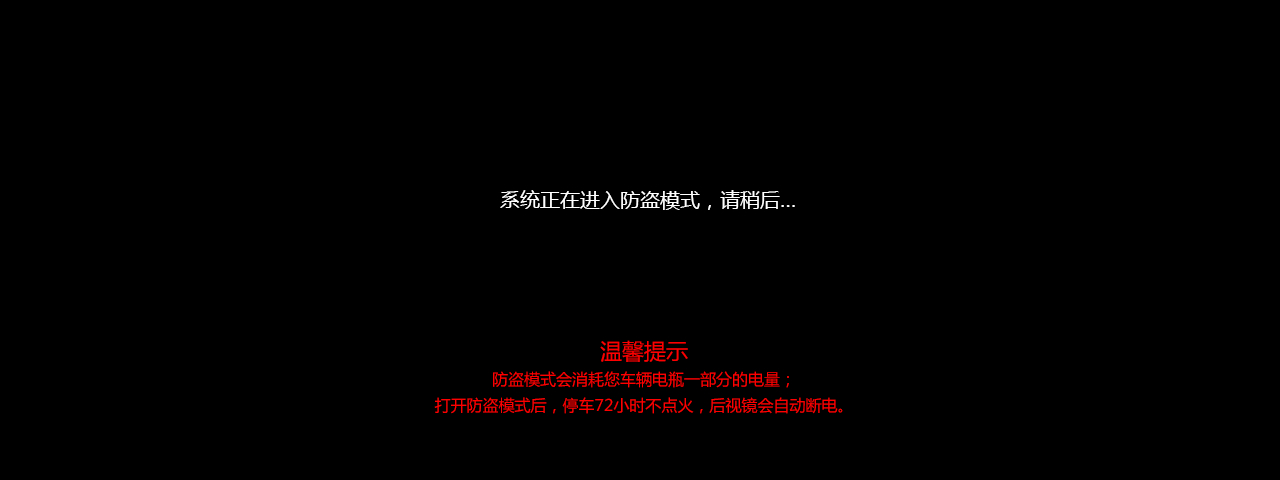 系统正在进入防盗模式，请稍后...
温馨提示
防盗模式会消耗您车辆电瓶一部分的电量；
打开防盗模式后，停车72小时不点火，后视镜会自动断电。